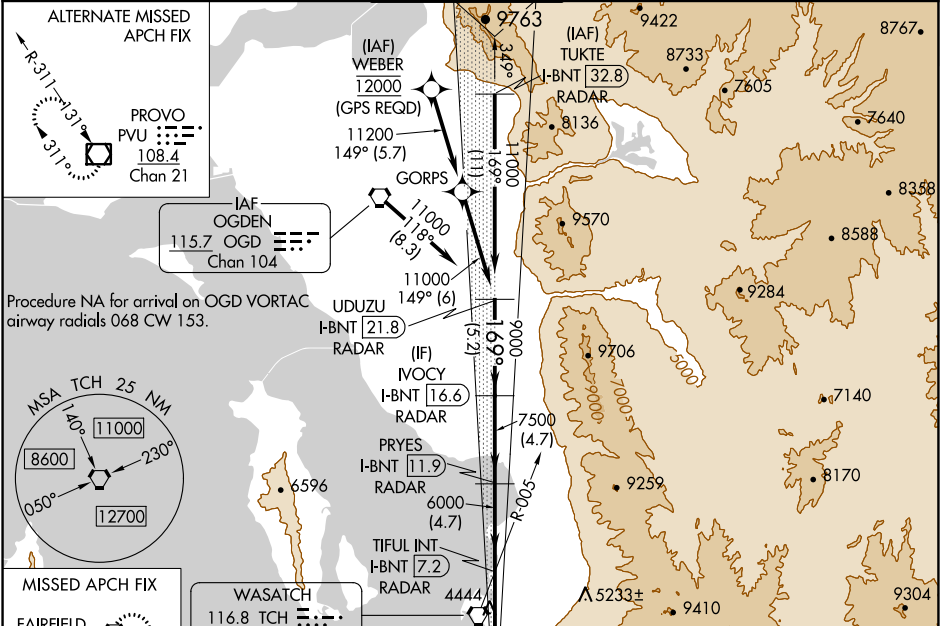 ALTERNATE MISSED
APCH FIX
R-311
131°
311°
PROVO
PVU
108.4
Chan 21
(IAF)
WEBER
12000
(GPS REQD)
11200
149° (5.7)
GORPS
11000
149° (6)
IAF
OGDEN
115.7 OGD
Chan 104
11000
118°
(8.3)
Procedure NA for arrival on OGD VORTAC
airway radials 068 CW 153.
(IAF)
TUKTE
I-BNT 32.8
RADAR
349°
11000
169°
(11)
UDUZU
I-BNT 21.8
RADAR
9000
169°
(5.2)
(IF)
IVOCY
I-BNT 16.6
RADAR
7500
(4.7)
PRYES
I-BNT 11.9
RADAR
6000
(4.7)
R-005
TIFUL INT
I-BNT 7.2
RADAR
4444
MSA TCH 25 NM
140°
11000
8600
230°
050°
12700
6596
MISSED APCH FIX
FAIRFIELD
WASATCH
116.8 TCH
9763
9422
8767
8733
7605
7640
8136
8358
9570
8588
9284
9706
5000
9000
7000
7140
8170
9259
5233±
9410
9304